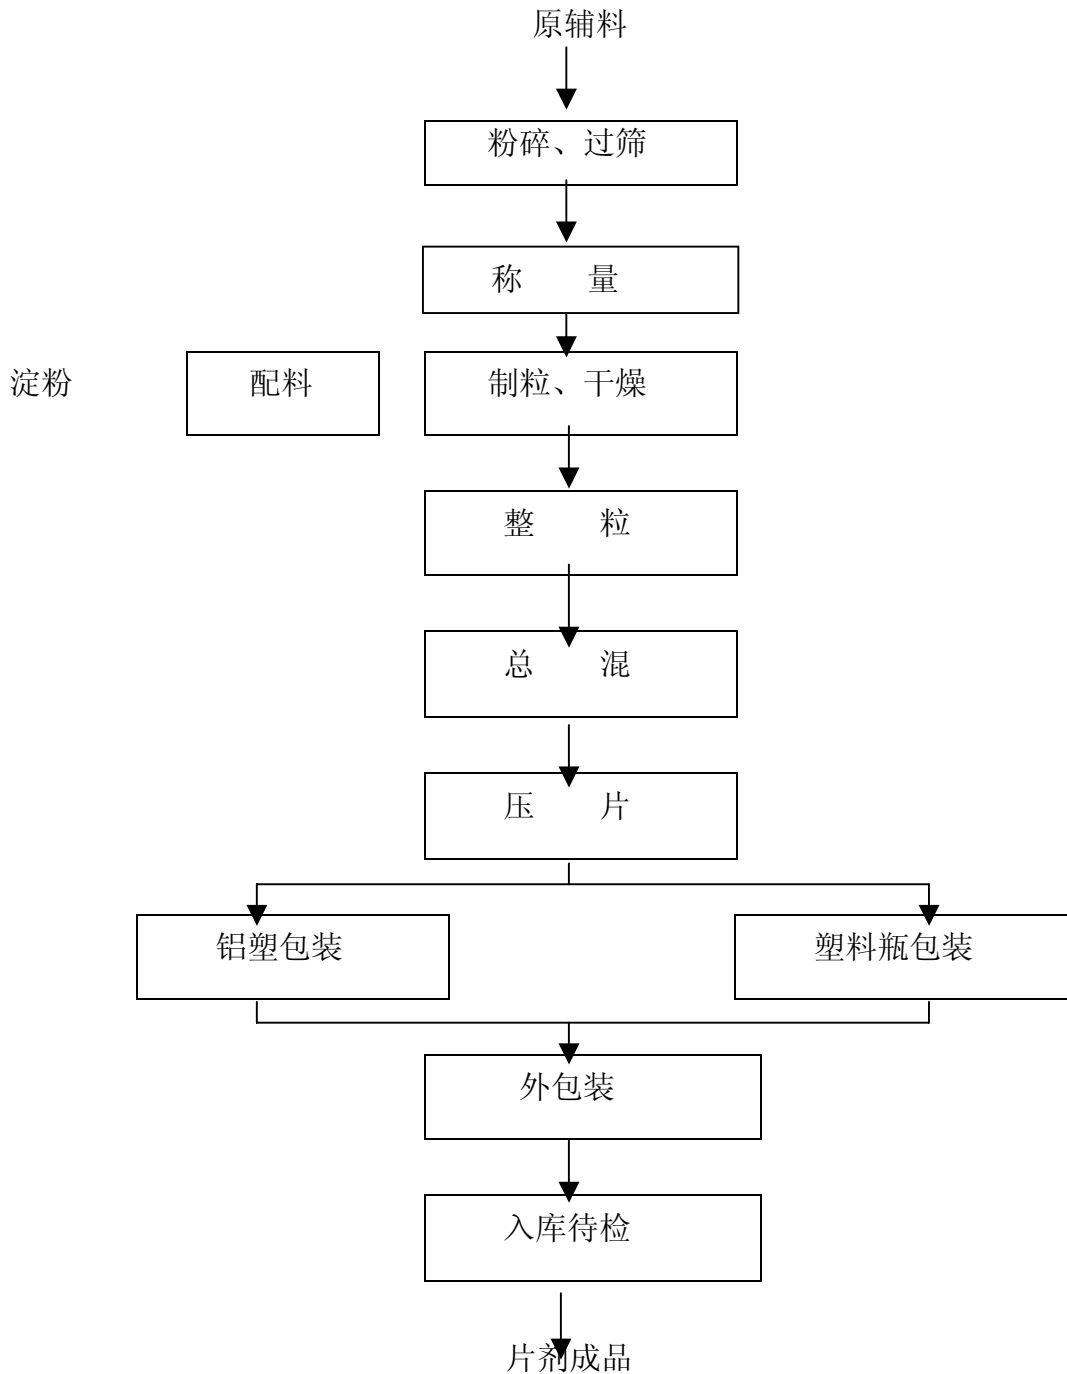 原辅料
粉碎、过筛
称 量
淀粉 配料 制粒、干燥
整 粒
总 混
压 片
铝塑包装 塑料瓶包装
外包装
入库待检
片剂成品